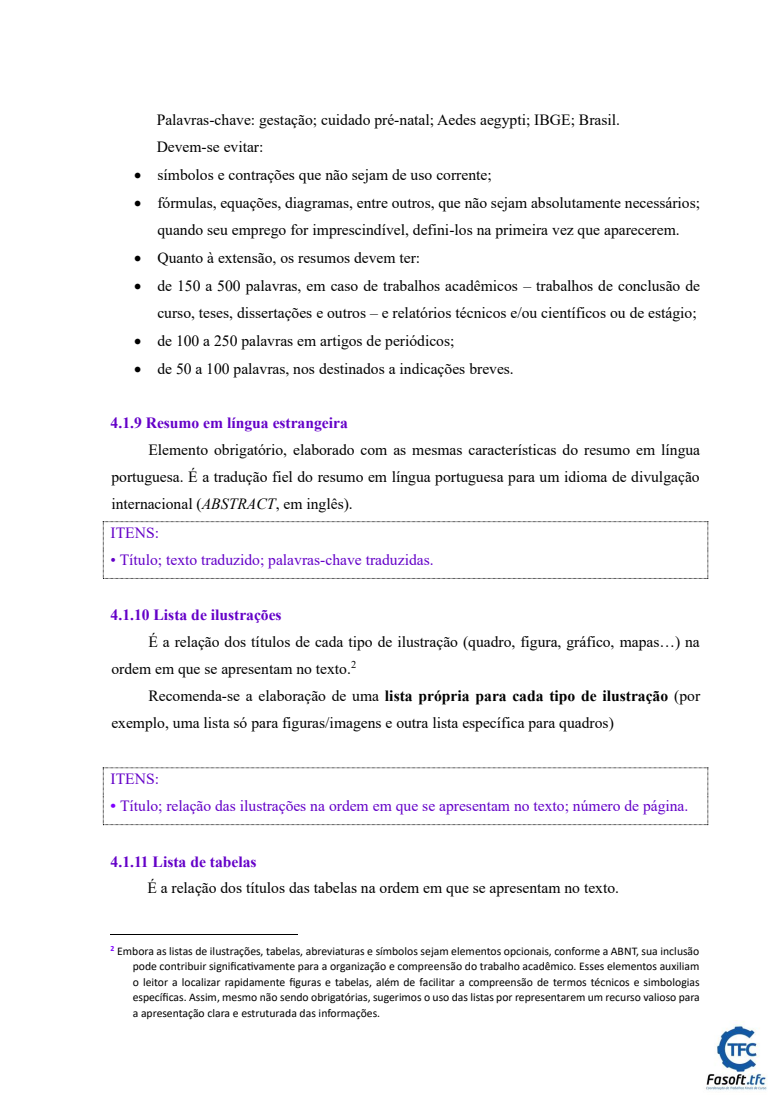 Palavras-chave: gestação; cuidado pré-natal; Aedes aegypti; IBGE; Brasil.
Devem-se evitar:
• símbolos e contrações que não sejam de uso corrente;
• fórmulas, equações, diagramas, entre outros, que não sejam absolutamente necessários;
quando seu emprego for imprescindível, defini-los na primeira vez que aparecerem.
• Quanto à extensão, os resumos devem ter:
• de 150 a 500 palavras, em caso de trabalhos acadêmicos – trabalhos de conclusão de
curso, teses, dissertações e outros – e relatórios técnicos e/ou científicos ou de estágio;
• de 100 a 250 palavras em artigos de periódicos;
• de 50 a 100 palavras, nos destinados a indicações breves.
4.1.9 Resumo em língua estrangeira
Elemento obrigatório, elaborado com as mesmas características do resumo em língua
portuguesa. É a tradução fiel do resumo em língua portuguesa para um idioma de divulgação
internacional (ABSTRACT, em inglês).
ITENS:
• Título; texto traduzido; palavras-chave traduzidas.
4.1.10 Lista de ilustrações
É a relação dos títulos de cada tipo de ilustração (quadro, figura, gráfico, mapas…) na
ordem em que se apresentam no texto.2
Recomenda-se a elaboração de uma lista própria para cada tipo de ilustração (por
exemplo, uma lista só para figuras/imagens e outra lista específica para quadros)
ITENS:
• Título; relação das ilustrações na ordem em que se apresentam no texto; número de página.
4.1.11 Lista de tabelas
É a relação dos títulos das tabelas na ordem em que se apresentam no texto.
2 Embora as listas de ilustrações, tabelas, abreviaturas e símbolos sejam elementos opcionais, conforme a ABNT, sua inclusão
pode contribuir significativamente para a organização e compreensão do trabalho acadêmico. Esses elementos auxiliam
o leitor a localizar rapidamente figuras e tabelas, além de facilitar a compreensão de termos técnicos e simbologias
específicas. Assim, mesmo não sendo obrigatórias, sugerimos o uso das listas por representarem um recurso valioso para
a apresentação clara e estruturada das informações.
TFC
Fasoft.tfc